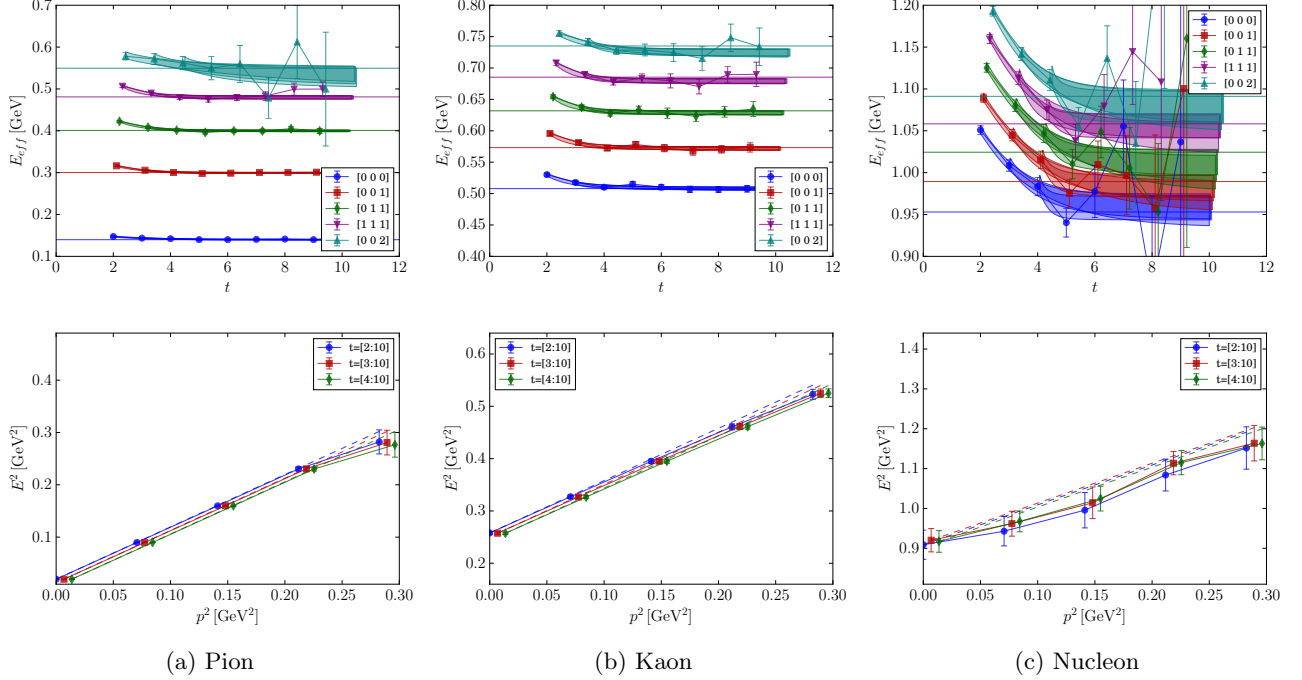 0.7
0.6
0.5
0.4
0.3
0.2
0.1
0 2 4 6 8 10 12
t
E_eff [GeV]
[0 0 0]
[0 0 1]
[0 1 1]
[1 1 1]
[0 0 2]
0.80
0.75
0.70
0.65
0.60
0.55
0.50
0.45
0.40
0 2 4 6 8 10 12
t
E_eff [GeV]
[0 0 0]
[0 0 1]
[0 1 1]
[1 1 1]
[0 0 2]
1.20
1.15
1.10
1.05
1.00
0.95
0.90
0 2 4 6 8 10 12
t
E_eff [GeV]
[0 0 0]
[0 0 1]
[0 1 1]
[1 1 1]
[0 0 2]
0.4
0.3
0.2
0.1
0.00 0.05 0.10 0.15 0.20 0.25 0.30
p² [GeV²]
E² [GeV²]
t=[2:10]
t=[3:10]
t=[4:10]
0.6
0.5
0.4
0.3
0.2
0.00 0.05 0.10 0.15 0.20 0.25 0.30
p² [GeV²]
E² [GeV²]
t=[2:10]
t=[3:10]
t=[4:10]
1.4
1.3
1.2
1.1
1.0
0.9
0.8
0.00 0.05 0.10 0.15 0.20 0.25 0.30
p² [GeV²]
E² [GeV²]
t=[2:10]
t=[3:10]
t=[4:10]
(a) Pion
(b) Kaon
(c) Nucleon